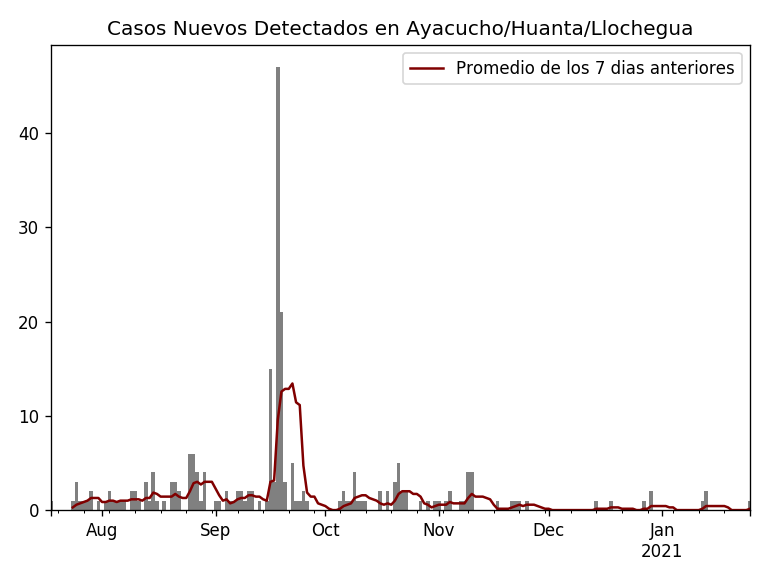 Casos Nuevos Detectados en Ayacucho/Huanta/Llochegua
Promedio de los 7 dias anteriores
40
30
20
10
0
Aug Sep Oct Nov Dec Jan
2021